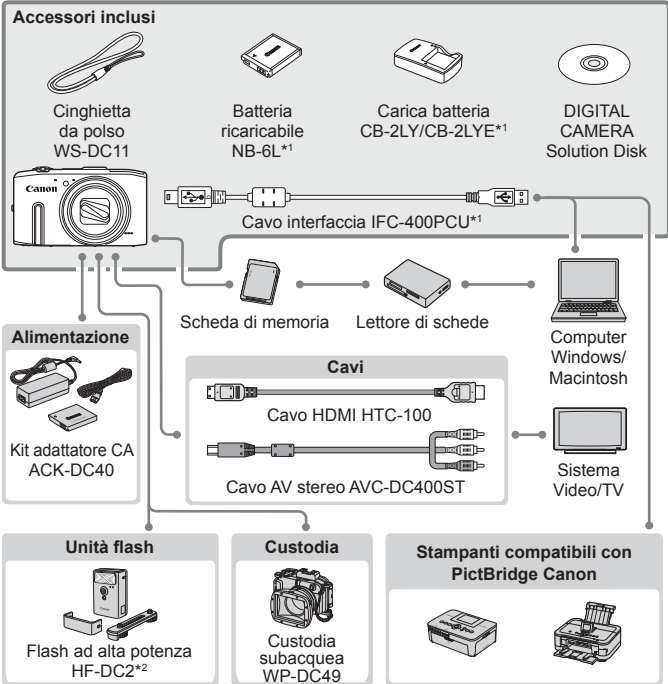 Accessori inclusi
Cinghietta
da polso
WS-DC11
Batteria
ricaricabile
NB-6L*1
Carica batteria
CB-2LY/CB-2LYE*1
DIGITAL
CAMERA
Solution Disk
Canon
Cavo interfaccia IFC-400PCU*1
Scheda di memoria
Lettore di schede
Computer
Windows/
Macintosh
Alimentazione
Kit adattatore CA
ACK-DC40
Cavi
Cavo HDMI HTC-100
Cavo AV stereo AVC-DC400ST
Sistema
Video/TV
Unità flash
Flash ad alta potenza
HF-DC2*2
Custodia
Custodia
subacquea
WP-DC49
Stampanti compatibili con
PictBridge Canon